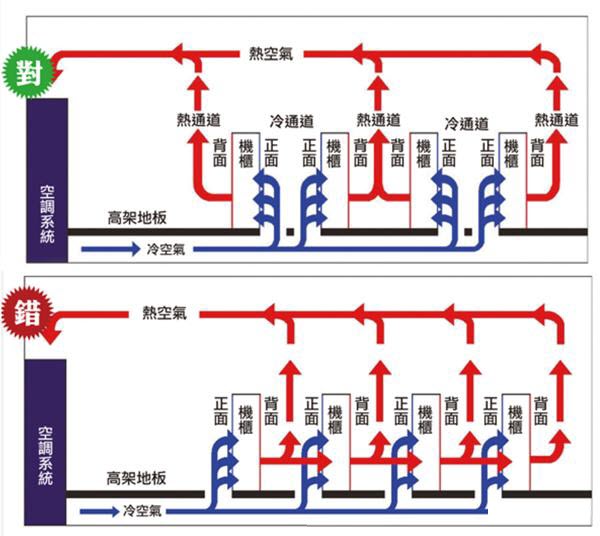 對
熱空氣
熱通道
冷通道
熱通道
冷通道
熱通道
背面
機櫃
正面
正面
機櫃
背面
背面
機櫃
正面
正面
機櫃
背面
空調系統
高架地板
冷空氣
錯
熱空氣
正面
機櫃
背面
正面
機櫃
背面
正面
機櫃
背面
正面
機櫃
背面
空調系統
高架地板
冷空氣